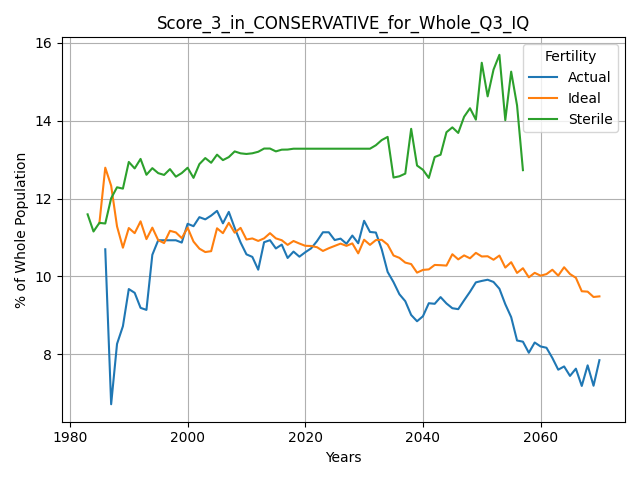 Score_3_in_CONSERVATIVE_for_Whole_Q3_IQ
16
14
12
10
8
% of Whole Population
Fertility
Actual
Ideal
Sterile
1980
2000
2020
2040
2060
Years